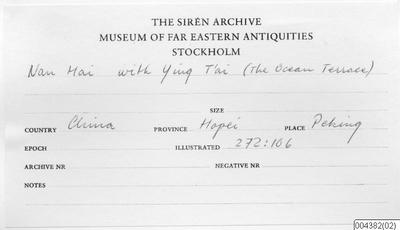 THE SIRÉN ARCHIVE
MUSEUM OF FAR EASTERN ANTIQUITIES
STOCKHOLM
Nan Hai with Ying T'ai (The Ocean Terrace)
SIZE
COUNTRY China PROVINCE Hopei PLACE Peking
EPOCH ILLUSTRATED 272:106
ARCHIVE NR NEGATIVE NR
NOTES
004382(02)